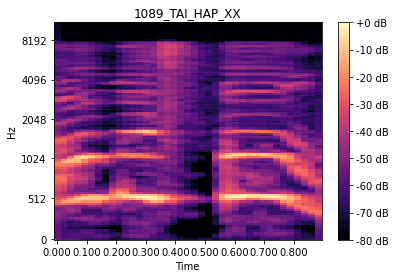 1089_TAI_HAP_XX
Hz
8192
4096
2048
1024
512
0
0.000 0.100 0.200 0.300 0.400 0.500 0.600 0.700 0.800
Time
+0 dB
-10 dB
-20 dB
-30 dB
-40 dB
-50 dB
-60 dB
-70 dB
-80 dB